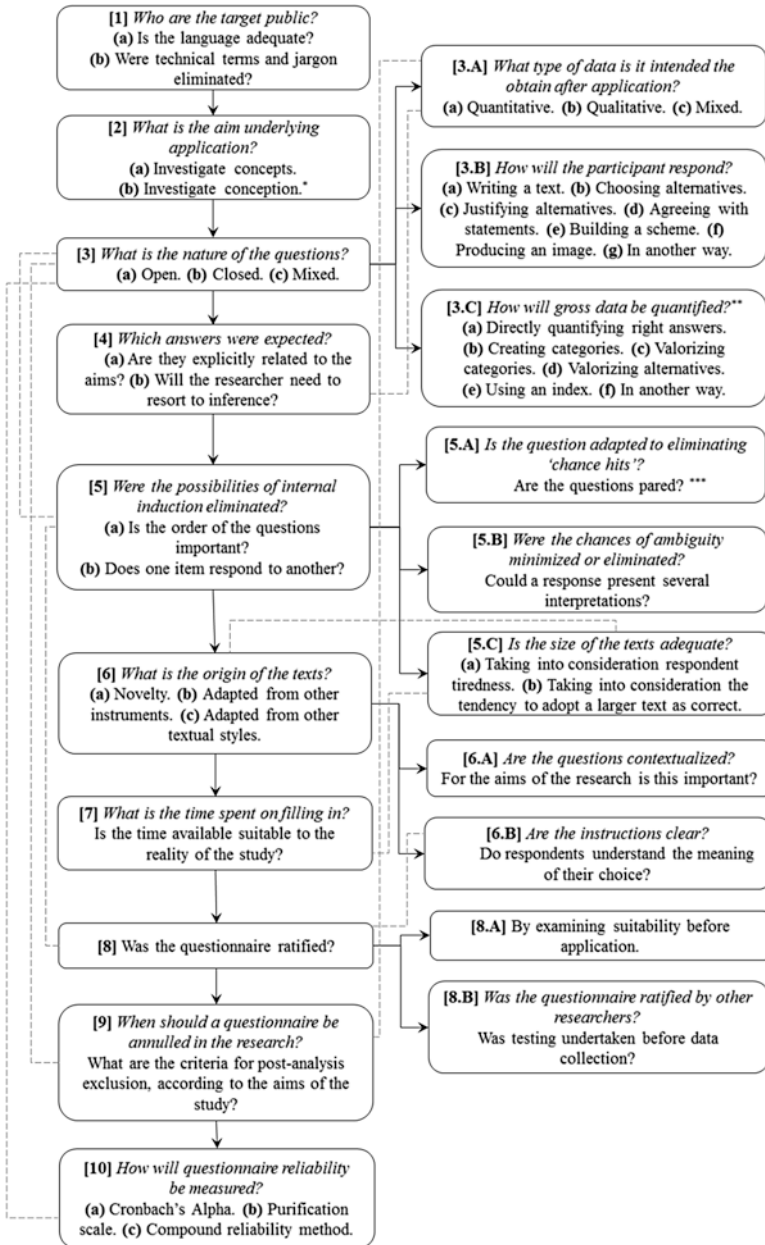 [1] Who are the target public?
(a) Is the language adequate?
(b) Were technical terms and jargon
eliminated?
[2] What is the aim underlying
application?
(a) Investigate concepts.
(b) Investigate conception.*
[3] What is the nature of the questions?
(a) Open. (b) Closed. (c) Mixed.
[3.A] What type of data is it intended the
obtain after application?
(a) Quantitative. (b) Qualitative. (c) Mixed.
[3.B] How will the participant respond?
(a) Writing a text. (b) Choosing alternatives.
(c) Justifying alternatives. (d) Agreeing with
statements. (e) Building a scheme. (f)
Producing an image. (g) In another way.
[3.C] How will gross data be quantified?**
(a) Directly quantifying right answers.
(b) Creating categories. (c) Valorizing
categories. (d) Valorizing alternatives.
(e) Using an index. (f) In another way.
[4] Which answers were expected?
(a) Are they explicitly related to the
aims? (b) Will the researcher need to
resort to inference?
[5] Were the possibilities of internal
induction eliminated?
(a) Is the order of the questions
important?
(b) Does one item respond to another?
[5.A] Is the question adapted to eliminating
‘chance hits’?
Are the questions pared? ***
[5.B] Were the chances of ambiguity
minimized or eliminated?
Could a response present several
interpretations?
[5.C] Is the size of the texts adequate?
(a) Taking into consideration respondent
tiredness. (b) Taking into consideration the
tendency to adopt a larger text as correct.
[6] What is the origin of the texts?
(a) Novelty. (b) Adapted from other
instruments. (c) Adapted from other
textual styles.
[6.A] Are the questions contextualized?
For the aims of the research is this important?
[6.B] Are the instructions clear?
Do respondents understand the meaning
of their choice?
[7] What is the time spent on filling in?
Is the time available suitable to the
reality of the study?
[8] Was the questionnaire ratified?
[8.A] By examining suitability before
application.
[8.B] Was the questionnaire ratified by other
researchers?
Was testing undertaken before data
collection?
[9] When should a questionnaire be
annulled in the research?
What are the criteria for post-analysis
exclusion, according to the aims of the
study?
[10] How will questionnaire reliability
be measured?
(a) Cronbach’s Alpha. (b) Purification
scale. (c) Compound reliability method.